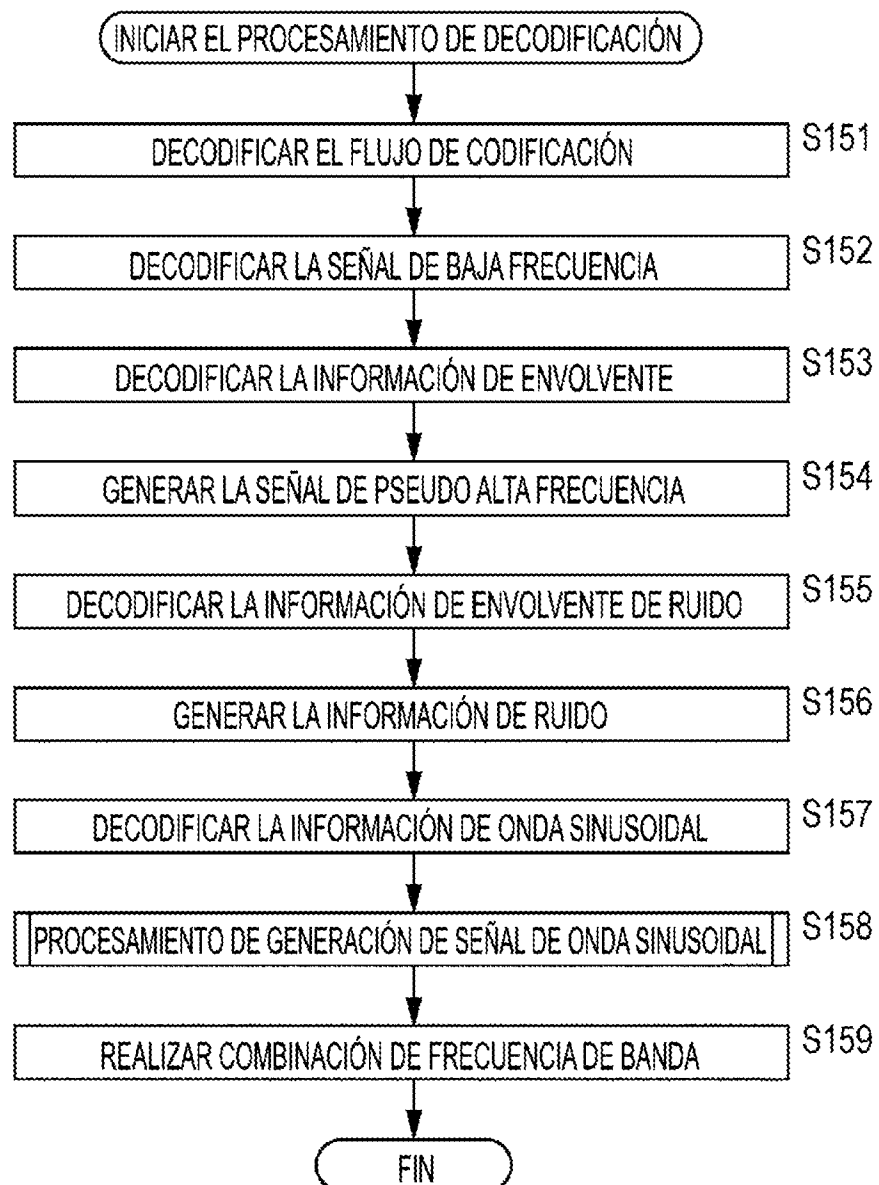 INICIAR EL PROCESAMIENTO DE DECODIFICACIÓN
DECODIFICAR EL FLUJO DE CODIFICACIÓN S151
DECODIFICAR LA SEÑAL DE BAJA FRECUENCIA S152
DECODIFICAR LA INFORMACIÓN DE ENVOLVENTE S153
GENERAR LA SEÑAL DE PSEUDO ALTA FRECUENCIA S154
DECODIFICAR LA INFORMACIÓN DE ENVOLVENTE DE RUIDO S155
GENERAR LA INFORMACIÓN DE RUIDO S156
DECODIFICAR LA INFORMACIÓN DE ONDA SINUSOIDAL S157
PROCESAMIENTO DE GENERACIÓN DE SEÑAL DE ONDA SINUSOIDAL S158
REALIZAR COMBINACIÓN DE FRECUENCIA DE BANDA S159
FIN